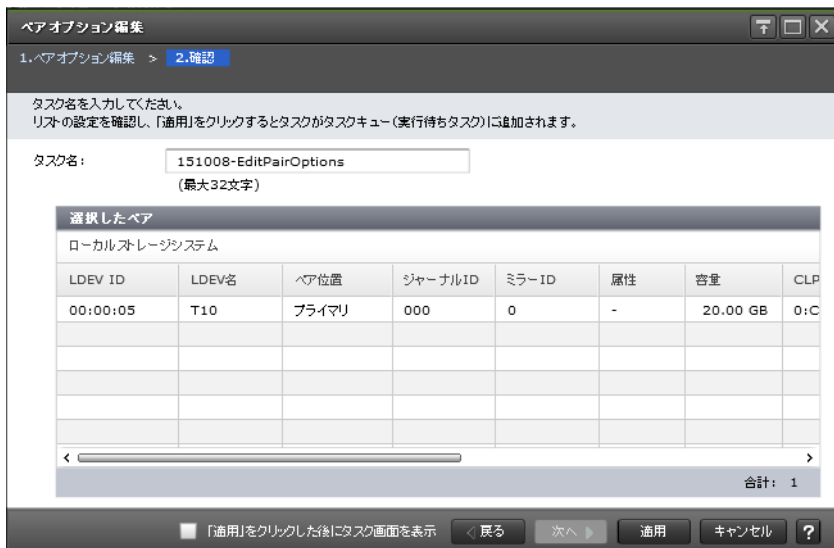 ペアオプション編集
1.ペアオプション編集 > 2.確認
タスク名を入力してください。
リストの設定を確認し、「適用」をクリックするとタスクがタスクキュー(実行待ちタスク)に追加されます。
タスク名: 151008-EditPairOptions
(最大32文字)
選択したペア
ローカルストレージシステム
LDEV ID LDEV名 ペア位置 ジャーナルID ミラーID 属性 容量 CLP
00:00:05 T10 プライマリ 000 0 - 20.00 GB 0:C
合計: 1
「適用」をクリックした後にタスク画面を表示 戻る 次へ 適用 キャンセル ?